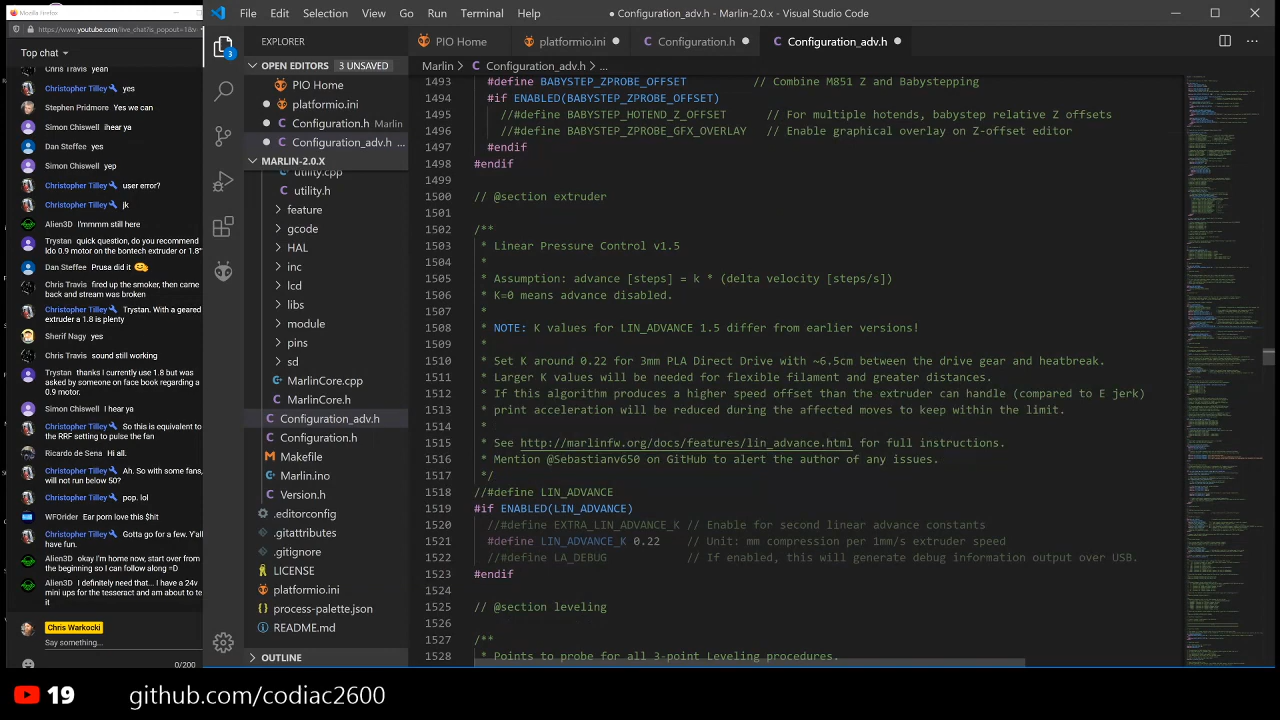 Mozilla Firefox
https://www.youtube.com/live_chat?is_popout=1&v
Top chat
Chris Travis yeah
Christopher Tilley yes
Stephen Pridmore Yes we can
Simon Chiswell ihear ya
Dan Steffee yes
Simon Chiswell yep
Christopher Tilley user error?
Christopher Tilley jk
Alien3D I'mmmm still here
Trystan quick question, do you recommend
ldo 0.9 motor on the bontech extruder or 1.8°
Dan Steffee Prusa did it
Chris Travis fired up the smoker, then came
back and stream was broken
Christopher Tilley Trystan. With a geared
extruder a 1.8 is plenty
Sherif Nagy yes
Chris Travis sound still working
Trystan thanks I currently use 1.8 but was
asked by someone on face book regarding a
0.9 motor.
Simon Chiswell I hear ya
Christopher Tilley So this is equivalent to
the RRF setting to pulse the fan
Ricardo de Sena Hi all.
Christopher Tilley Ah. So with some fans,
will not run below 50?
Christopher Tilley pop. lol
WFOrider Ear porn love this $hit
Christopher Tilley Gotta go for a few. Y'all
have fun.
Alien3D okay I'm home now, start over from
the beginning so I can follow along =D
Alien3D I definitely need that... I have a 24v
mini ups for the tesseract and am about to te
it
Chris Warkocki
Say something...
0/200
File Edit Selection View Go Run Terminal Help
● Configuration_adv.h - Marlin-2.0.x - Visual Studio Code
EXPLORER
PIO Home
platformio.ini
Configuration.h
Configuration_adv.h
OPEN EDITORS 3 UNSAVED
PIO Home
platformio.ini
Configuration.h Marlin
Configuration_adv.h ...
MARLIN-2.0.X
utility.cpp
utility.h
feature
gcode
HAL
inc
lcd
libs
module
pins
sd
MarlinCore.cpp
MarlinCore.h
Configuration_adv.h
Configuration.h
Makefile
Marlin.ino
Version.h
.editorconfig
.gitattributes
.gitignore
LICENSE
platformio.ini
process-palette.json
README.md
OUTLINE
3
Marlin > Configuration_adv.h > ...
1493 #define BABYSTEP_ZPROBE_OFFSET // Combine M851 Z and Babystepping
1494 #if ENABLED(BABYSTEP_ZPROBE_OFFSET)
1495 //#define BABYSTEP_HOTEND_Z_OFFSET // For multiple hotends, babystep relative Z offsets
1496 //#define BABYSTEP_ZPROBE_GFX_OVERLAY // Enable graphical overlay on Z-offset editor
1497 #endif
1498 #endif
1499
1500 // @section extruder
1501
1502 /**
1503 * Linear Pressure Control v1.5
1504 *
1505 * Assumption: advance [steps] = k * (delta velocity [steps/s])
1506 * K=0 means advance disabled.
1507 *
1508 * NOTE: K values for LIN_ADVANCE 1.5 differ from earlier versions!
1509 *
1510 * Set K around 0.22 for 3mm PLA Direct Drive with ~6.5cm between the drive gear and heatbreak.
1511 * Larger K values will be needed for flexible filament and greater distances.
1512 * If this algorithm produces a higher speed offset than the extruder can handle (compared to E jerk)
1513 * print acceleration will be reduced during the affected moves to keep within the limit.
1514 *
1515 * See http://marlinfw.org/docs/features/lin_advance.html for full instructions.
1516 * Mention @Sebastianv650 on GitHub to alert the author of any issues.
1517 */
1518 //#define LIN_ADVANCE
1519 #if ENABLED(LIN_ADVANCE)
1520 //#define EXTRA_LIN_ADVANCE_K // Enable for second linear advance constants
1521 #define LIN_ADVANCE_K 0.22 // Unit: mm compression per 1mm/s extruder speed
1522 //#define LA_DEBUG // If enabled, this will generate debug information output over USB.
1523 #endif
1524
1525 // @section leveling
1526
1527 /**
1528 * Points to probe for all 3-point Leveling procedures.
19
github.com/codiac2600